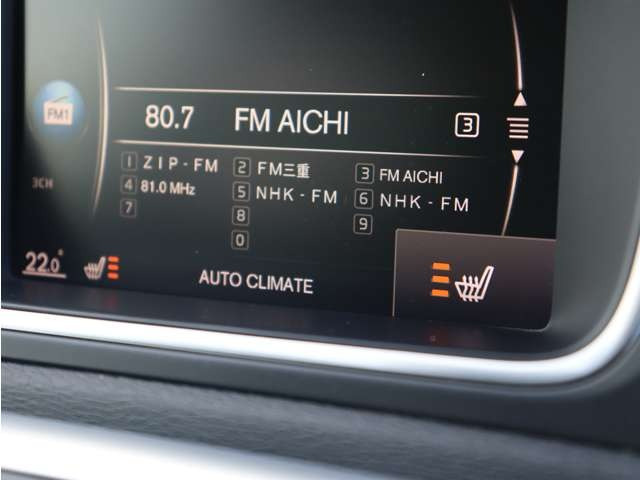 FM1
80.7 FM AICHI 3
1 ZIP-FM 2 FM三重 3 FM AICHI
3CH
4 81.0 MHz 5 NHK-FM 6 NHK-FM
7 8 9
0
22.0°
AUTO CLIMATE